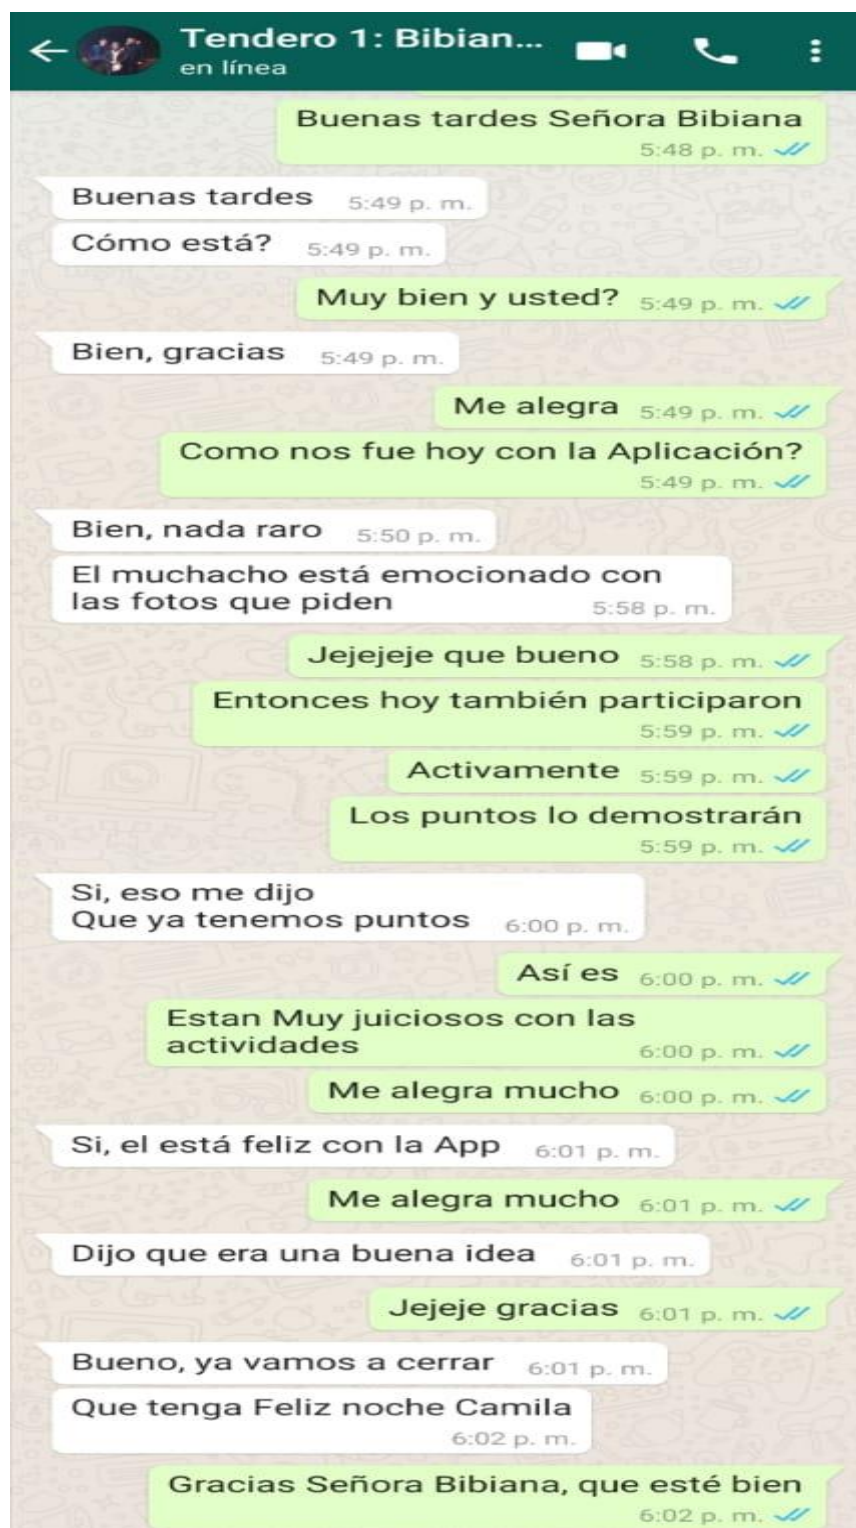 Tendero 1: Bibian...
en línea
Buenas tardes Señora Bibiana
5:48 p. m.
Buenas tardes 5:49 p. m.
Cómo está? 5:49 p. m.
Muy bien y usted? 5:49 p. m.
Bien, gracias 5:49 p. m.
Me alegra 5:49 p. m.
Como nos fue hoy con la Aplicación?
5:49 p. m.
Bien, nada raro 5:50 p. m.
El muchacho está emocionado con
las fotos que piden 5:58 p. m.
Jejejeje que bueno 5:58 p. m.
Entonces hoy también participaron
5:59 p. m.
Activamente 5:59 p. m.
Los puntos lo demostrarán
5:59 p. m.
Si, eso me dijo
Que ya tenemos puntos 6:00 p. m.
Así es 6:00 p. m.
Estan Muy juiciosos con las
actividades 6:00 p. m.
Me alegra mucho 6:00 p. m.
Si, el está feliz con la App 6:01 p. m.
Me alegra mucho 6:01 p. m.
Dijo que era una buena idea 6:01 p. m.
Jejeje gracias 6:01 p. m.
Bueno, ya vamos a cerrar 6:01 p. m.
Que tenga Feliz noche Camila
6:02 p. m.
Gracias Señora Bibiana, que esté bien
6:02 p. m.